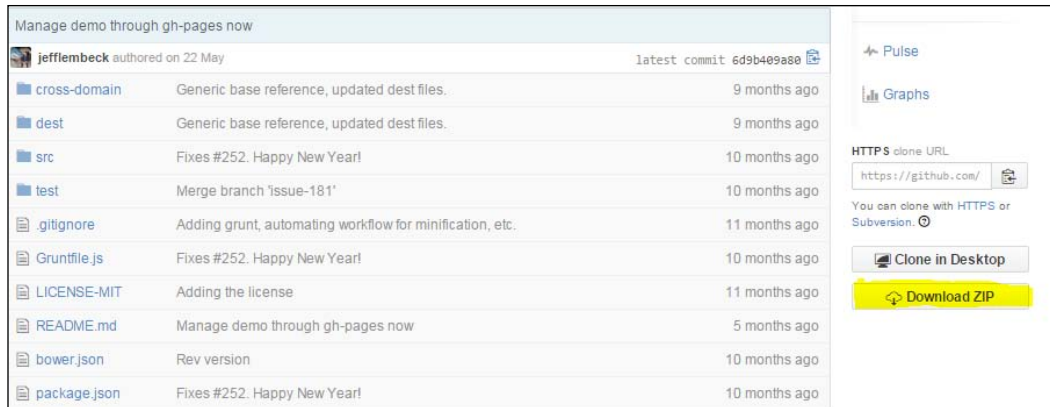 Manage demo through gh-pages now
jefflembeck authored on 22 May
latest commit 6d9b409a80
cross-domain Generic base reference, updated dest files. 9 months ago
dest Generic base reference, updated dest files. 9 months ago
src Fixes #252. Happy New Year! 10 months ago
test Merge branch 'issue-181' 10 months ago
.gitignore Adding grunt, automating workflow for minification, etc. 11 months ago
Gruntfile.js Fixes #252. Happy New Year! 10 months ago
LICENSE-MIT Adding the license 11 months ago
README.md Manage demo through gh-pages now 5 months ago
bower.json Rev version 10 months ago
package.json Fixes #252. Happy New Year! 10 months ago
Pulse
Graphs
HTTPS clone URL
https://github.com/
You can clone with HTTPS or
Subversion.
Clone in Desktop
Download ZIP